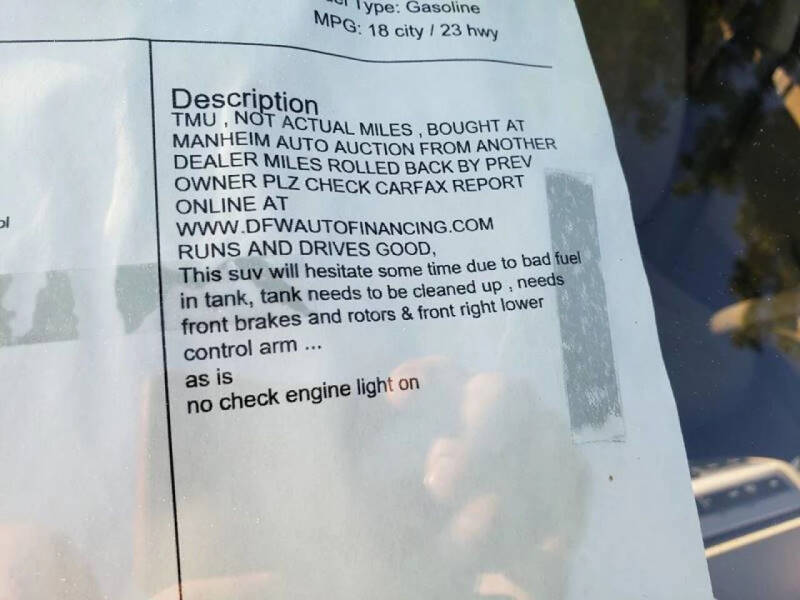 Type: Gasoline
MPG: 18 city / 23 hwy
Description
TMU , NOT ACTUAL MILES , BOUGHT AT
MANHEIM AUTO AUCTION FROM ANOTHER
DEALER MILES ROLLED BACK BY PREV
OWNER PLZ CHECK CARFAX REPORT
ONLINE AT
WWW.DFWAUTOFINANCING.COM
RUNS AND DRIVES GOOD,
This suv will hesitate some time due to bad fuel
in tank, tank needs to be cleaned up , needs
front brakes and rotors & front right lower
control arm ...
as is
no check engine light on